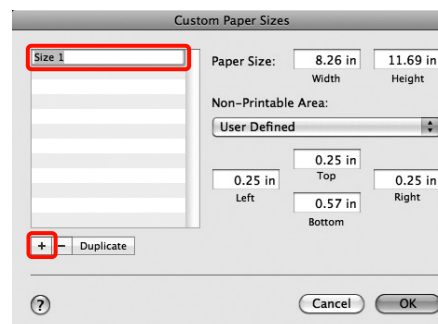 Custom Paper Sizes
Size 1
Paper Size:
8.26 in
11.69 in
Width
Height
Non-Printable Area:
User Defined
0.25 in
Top
0.25 in
0.25 in
Left
Right
0.57 in
Bottom
+ − Duplicate
? Cancel OK